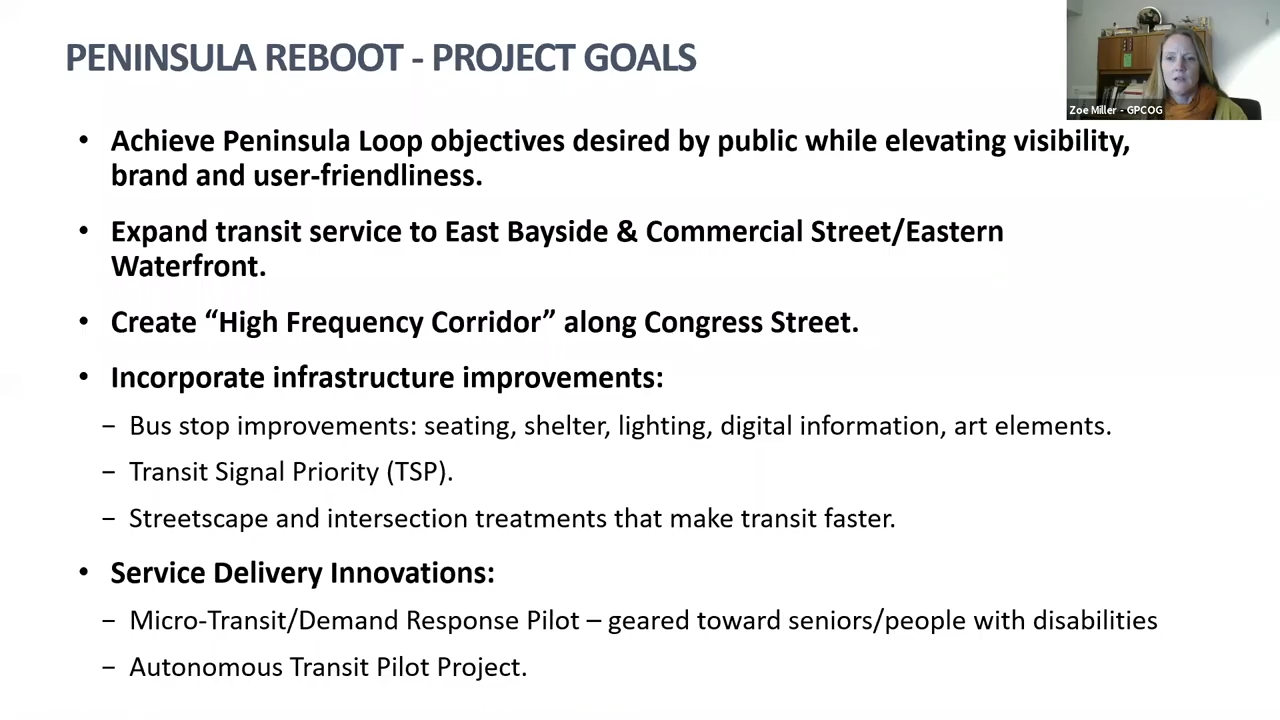 PENINSULA REBOOT - PROJECT GOALS
Zoe Miller - GPCOG
• Achieve Peninsula Loop objectives desired by public while elevating visibility,
brand and user-friendliness.
• Expand transit service to East Bayside & Commercial Street/Eastern
Waterfront.
• Create “High Frequency Corridor” along Congress Street.
• Incorporate infrastructure improvements:
− Bus stop improvements: seating, shelter, lighting, digital information, art elements.
− Transit Signal Priority (TSP).
− Streetscape and intersection treatments that make transit faster.
• Service Delivery Innovations:
− Micro-Transit/Demand Response Pilot – geared toward seniors/people with disabilities
− Autonomous Transit Pilot Project.